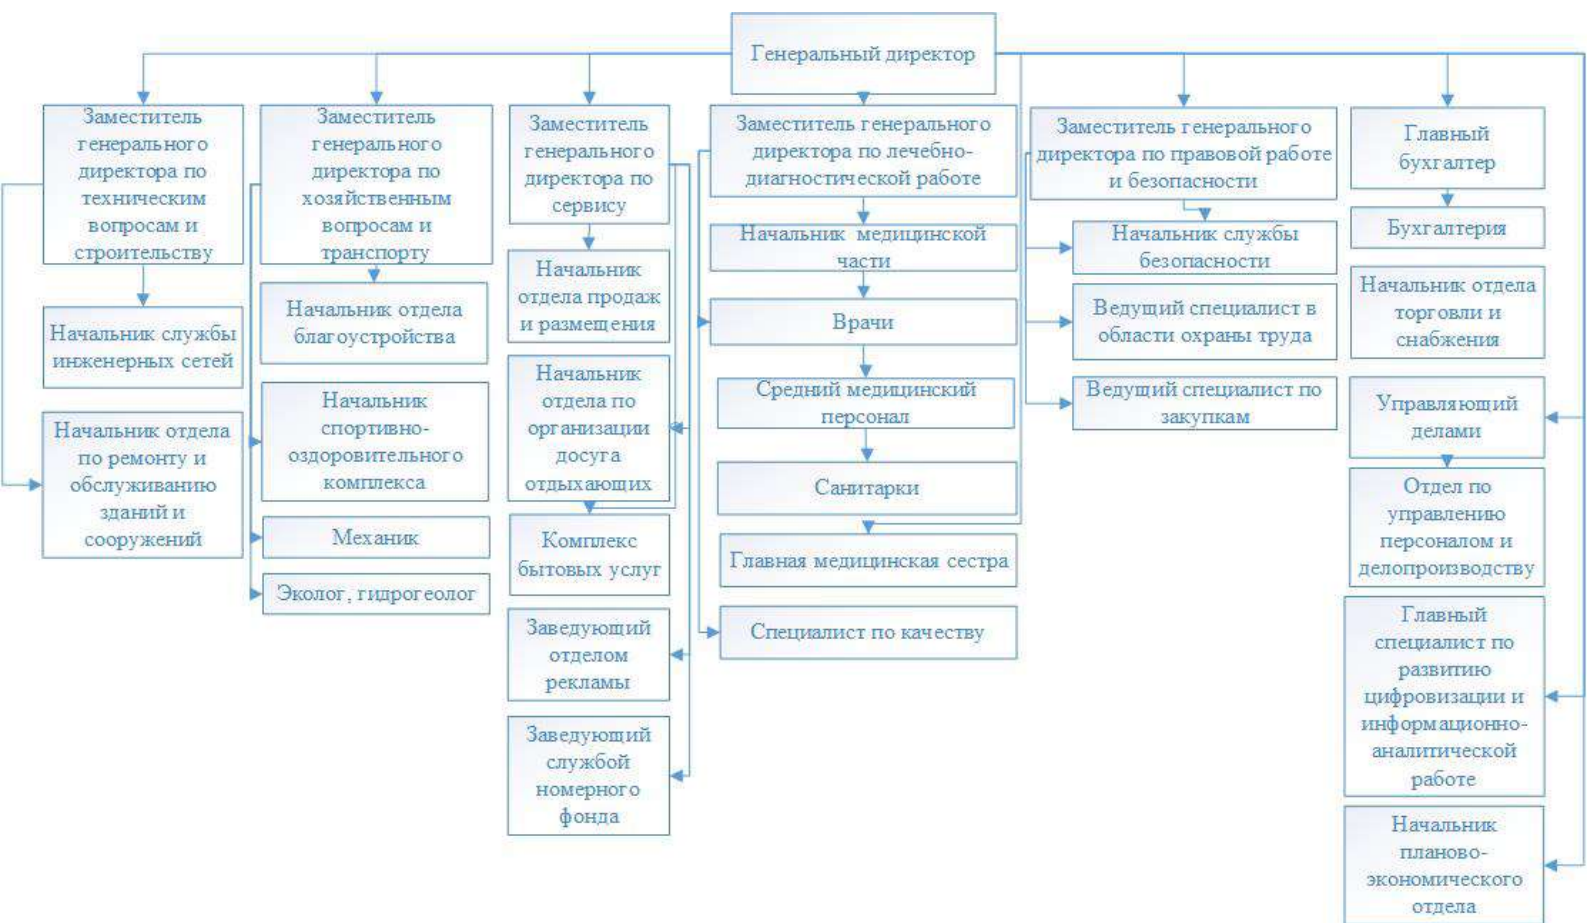 Генеральный директор
Заместитель
генерального
директора по
техническим
вопросам и
строительству
Начальник службы
инженерных сетей
Начальник отдела
по ремонту и
обслуживанию
зданий и
сооружений
Заместитель
генерального
директора по
хозяйственным
вопросам и
транспорту
Начальник отдела
благоустройства
Начальник
спортивно-
оздоровительного
комплекса
Механик
Эколог, гидрогеолог
Заместитель
генерального
директора по
сервису
Начальник
отдела продаж
и размещения
Начальник
отдела по
организации
досуга
отдыхающих
Комплекс
бытовых услуг
Заведующий
отделом
рекламы
Заведующий
службой
номерного
фонда
Заместитель генерального
директора по лечебно-
диагностической работе
Начальник медицинской
части
Врачи
Средний медицинский
персонал
Санитарки
Главная медицинская сестра
Специалист по качеству
Заместитель генерального
директора по правовой работе
и безопасности
Начальник службы
безопасности
Ведущий специалист в
области охраны труда
Ведущий специалист по
закупкам
Главный
бухгалтер
Бухгалтерия
Начальник отдела
торговли и
снабжения
Управляющий
делами
Отдел по
управлению
персоналом и
делопроизводству
Главный
специалист по
развитию
цифровизации и
информационно-
аналитической
работе
Начальник
планово-
экономического
отдела